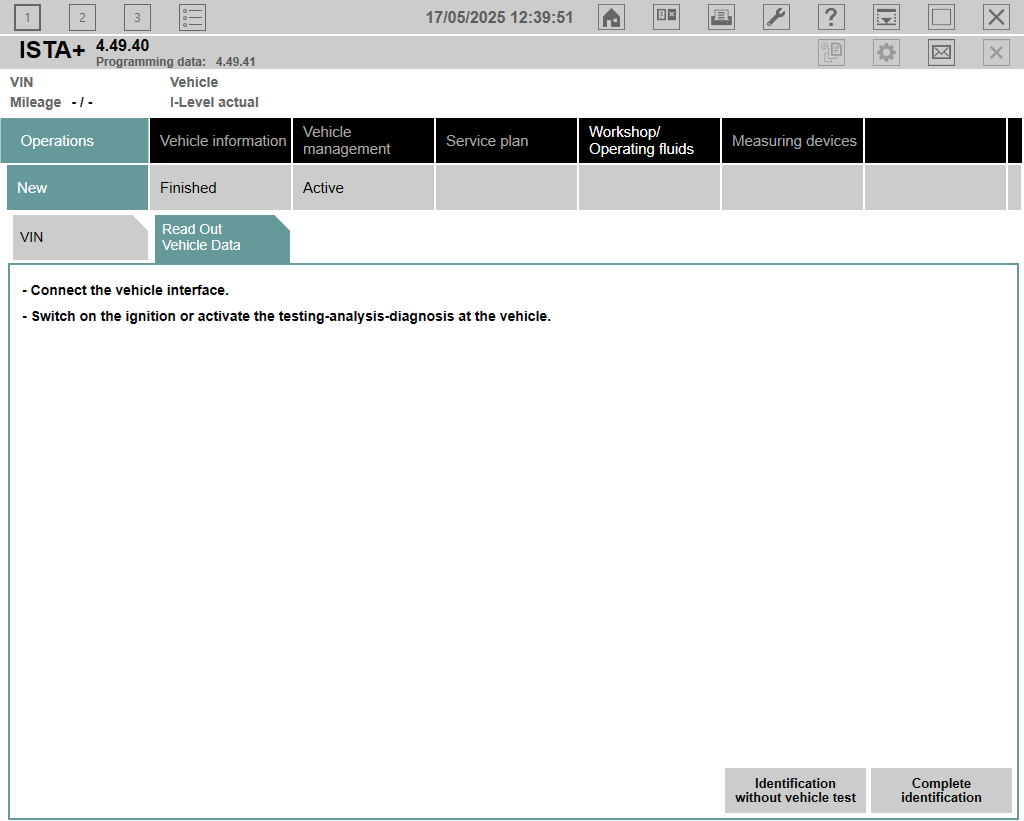 1
2
3
17/05/2025 12:39:51
?
ISTA+
4.49.40
Programming data: 4.49.41
VIN
Vehicle
Mileage - / -
I-Level actual
Operations
Vehicle information
Vehicle
management
Service plan
Workshop/
Operating fluids
Measuring devices
New
Finished
Active
VIN
Read Out
Vehicle Data
- Connect the vehicle interface.
- Switch on the ignition or activate the testing-analysis-diagnosis at the vehicle.
Identification
without vehicle test
Complete
identification